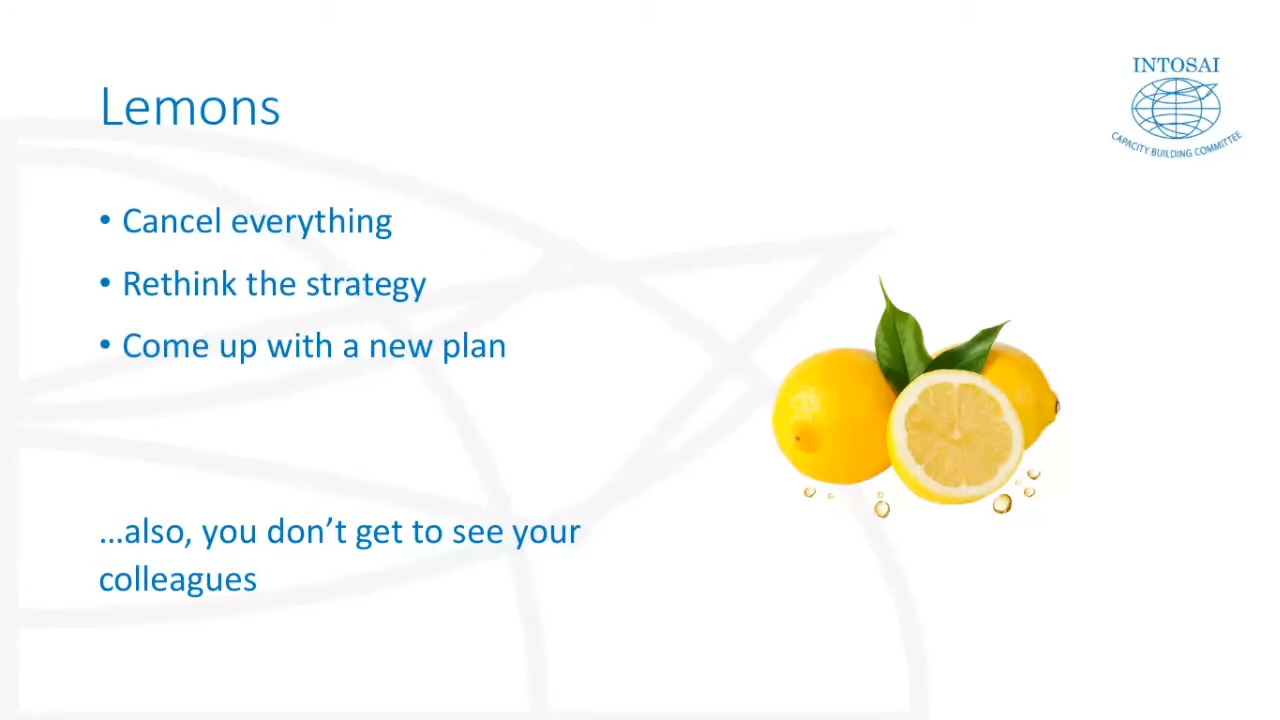 INTOSAI
CAPACITY BUILDING COMMITTEE
Lemons
• Cancel everything
• Rethink the strategy
• Come up with a new plan
…also, you don’t get to see your
colleagues